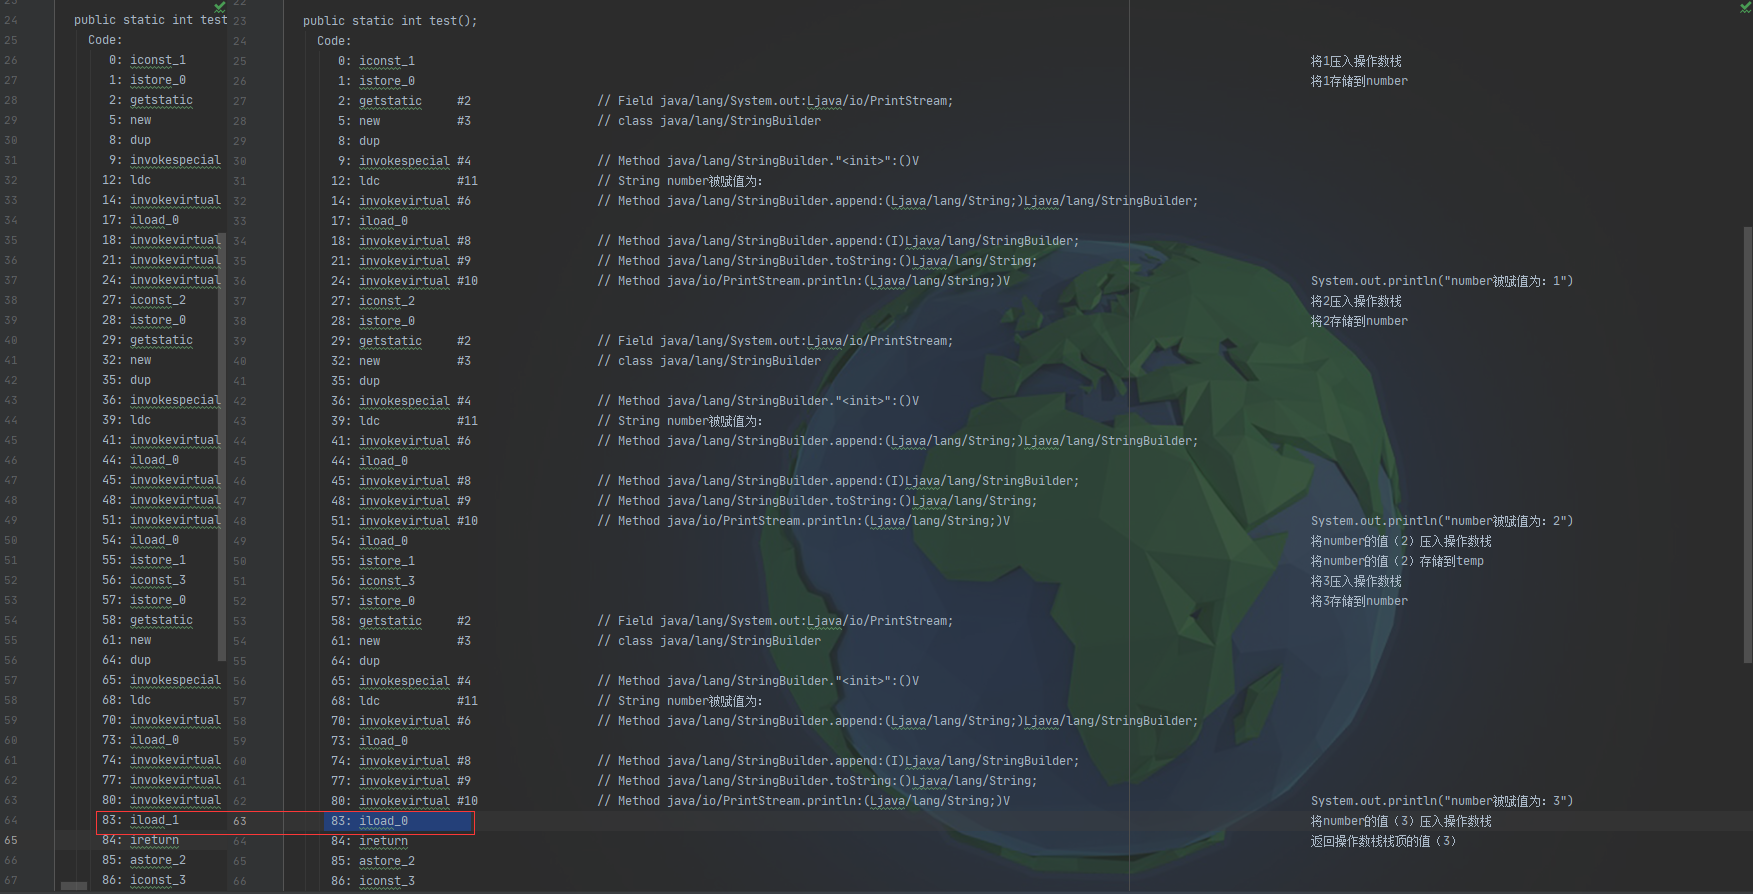 23
24 public static int test
25 Code:
26 0: iconst_1
27 1: istore_0
28 2: getstatic
29 5: new
30 8: dup
31 9: invokespecial
32 12: ldc
33 14: invokevirtual
34 17: iload_0
35 18: invokevirtual
36 21: invokevirtual
37 24: invokevirtual
38 27: iconst_2
39 28: istore_0
40 29: getstatic
41 32: new
42 35: dup
43 36: invokespecial
44 39: ldc
45 41: invokevirtual
46 44: iload_0
47 45: invokevirtual
48 48: invokevirtual
49 51: invokevirtual
50 54: iload_0
51 55: istore_1
52 56: iconst_3
53 57: istore_0
54 58: getstatic
55 61: new
56 64: dup
57 65: invokespecial
58 68: ldc
59 70: invokevirtual
60 73: iload_0
61 74: invokevirtual
62 77: invokevirtual
63 80: invokevirtual
64 83: iload_1
65 84: ireturn
66 85: astore_2
67 86: iconst_3
22
23 public static int test();
24 Code:
25 0: iconst_1 将1压入操作数栈
26 1: istore_0 将1存储到number
27 2: getstatic #2 // Field java/lang/System.out:Ljava/io/PrintStream;
28 5: new #3 // class java/lang/StringBuilder
29 8: dup
30 9: invokespecial #4 // Method java/lang/StringBuilder."<init>":()V
31 12: ldc #11 // String number被赋值为:
32 14: invokevirtual #6 // Method java/lang/StringBuilder.append:(Ljava/lang/String;)Ljava/lang/StringBuilder;
33 17: iload_0
34 18: invokevirtual #8 // Method java/lang/StringBuilder.append:(I)Ljava/lang/StringBuilder;
35 21: invokevirtual #9 // Method java/lang/StringBuilder.toString:()Ljava/lang/String;
36 24: invokevirtual #10 // Method java/io/PrintStream.println:(Ljava/lang/String;)V System.out.println("number被赋值为: 1")
37 27: iconst_2 将2压入操作数栈
38 28: istore_0 将2存储到number
39 29: getstatic #2 // Field java/lang/System.out:Ljava/io/PrintStream;
40 32: new #3 // class java/lang/StringBuilder
41 35: dup
42 36: invokespecial #4 // Method java/lang/StringBuilder."<init>":()V
43 39: ldc #11 // String number被赋值为:
44 41: invokevirtual #6 // Method java/lang/StringBuilder.append:(Ljava/lang/String;)Ljava/lang/StringBuilder;
45 44: iload_0
46 45: invokevirtual #8 // Method java/lang/StringBuilder.append:(I)Ljava/lang/StringBuilder;
47 48: invokevirtual #9 // Method java/lang/StringBuilder.toString:()Ljava/lang/String;
48 51: invokevirtual #10 // Method java/io/PrintStream.println:(Ljava/lang/String;)V System.out.println("number被赋值为: 2")
49 54: iload_0 将number的值（2）压入操作数栈
50 55: istore_1 将number的值（2）存储到temp
51 56: iconst_3 将3压入操作数栈
52 57: istore_0 将3存储到number
53 58: getstatic #2 // Field java/lang/System.out:Ljava/io/PrintStream;
54 61: new #3 // class java/lang/StringBuilder
55 64: dup
56 65: invokespecial #4 // Method java/lang/StringBuilder."<init>":()V
57 68: ldc #11 // String number被赋值为:
58 70: invokevirtual #6 // Method java/lang/StringBuilder.append:(Ljava/lang/String;)Ljava/lang/StringBuilder;
59 73: iload_0
60 74: invokevirtual #8 // Method java/lang/StringBuilder.append:(I)Ljava/lang/StringBuilder;
61 77: invokevirtual #9 // Method java/lang/StringBuilder.toString:()Ljava/lang/String;
62 80: invokevirtual #10 // Method java/io/PrintStream.println:(Ljava/lang/String;)V System.out.println("number被赋值为: 3")
63 83: iload_0 将number的值（3）压入操作数栈
64 84: ireturn 返回操作数栈栈顶的值（3）
65 85: astore_2
66 86: iconst_3